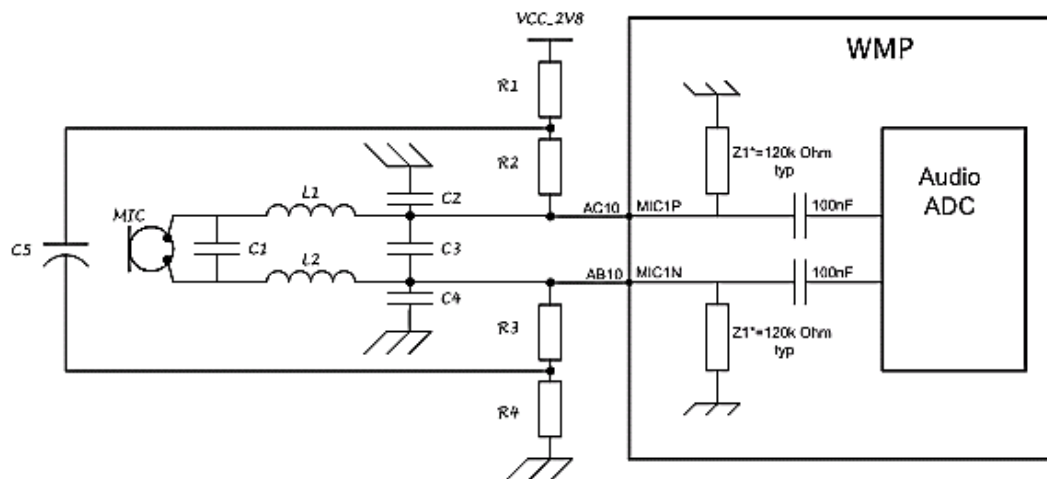 VCC_2V8
WMP
R1
R2
Z1*=120k Ohm
typ
Audio
ADC
L1
C2
AC10
MIC1P
100nF
MIC
C5
C1
C3
L2
AB10
MIC1N
100nF
C4
R3
Z1*=120k Ohm
typ
R4